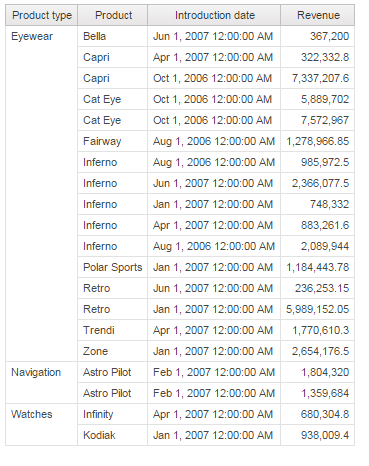 Product type Product Introduction date Revenue
Eyewear Bella Jun 1, 2007 12:00:00 AM 367,200
Capri Apr 1, 2007 12:00:00 AM 322,332.8
Capri Oct 1, 2006 12:00:00 AM 7,337,207.6
Cat Eye Oct 1, 2006 12:00:00 AM 5,889,702
Cat Eye Oct 1, 2006 12:00:00 AM 7,572,967
Fairway Aug 1, 2006 12:00:00 AM 1,278,966.85
Inferno Aug 1, 2006 12:00:00 AM 985,972.5
Inferno Jun 1, 2007 12:00:00 AM 2,366,077.5
Inferno Jan 1, 2007 12:00:00 AM 748,332
Inferno Apr 1, 2007 12:00:00 AM 883,261.6
Inferno Aug 1, 2006 12:00:00 AM 2,089,944
Polar Sports Jan 1, 2007 12:00:00 AM 1,184,443.78
Retro Jun 1, 2007 12:00:00 AM 236,253.15
Retro Jan 1, 2007 12:00:00 AM 5,989,152.05
Trendi Apr 1, 2007 12:00:00 AM 1,770,610.3
Zone Jan 1, 2007 12:00:00 AM 2,654,176.5
Navigation Astro Pilot Feb 1, 2007 12:00:00 AM 1,804,320
Astro Pilot Feb 1, 2007 12:00:00 AM 1,359,684
Watches Infinity Apr 1, 2007 12:00:00 AM 680,304.8
Kodiak Jan 1, 2007 12:00:00 AM 938,009.4